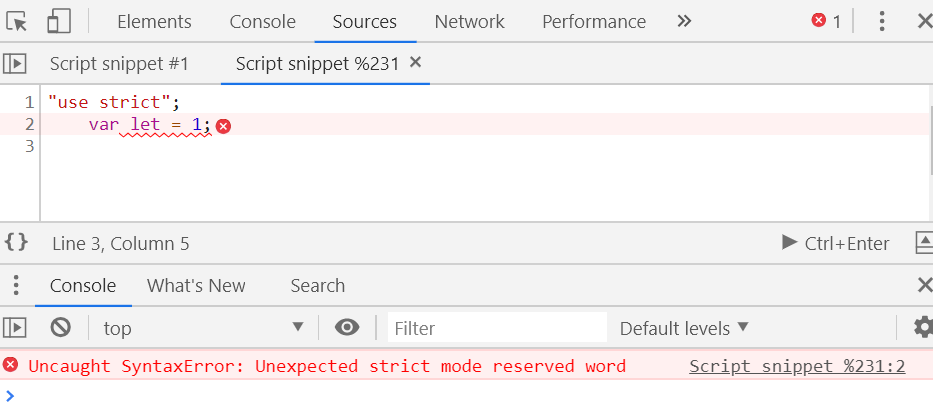 Elements Console Sources Network Performance » 1
Script snippet #1 Script snippet %231 ×
1 "use strict";
2 var let = 1;
3
{} Line 3, Column 5 Ctrl+Enter
Console What's New Search
top Filter Default levels
Uncaught SyntaxError: Unexpected strict mode reserved word Script snippet %231:2
>